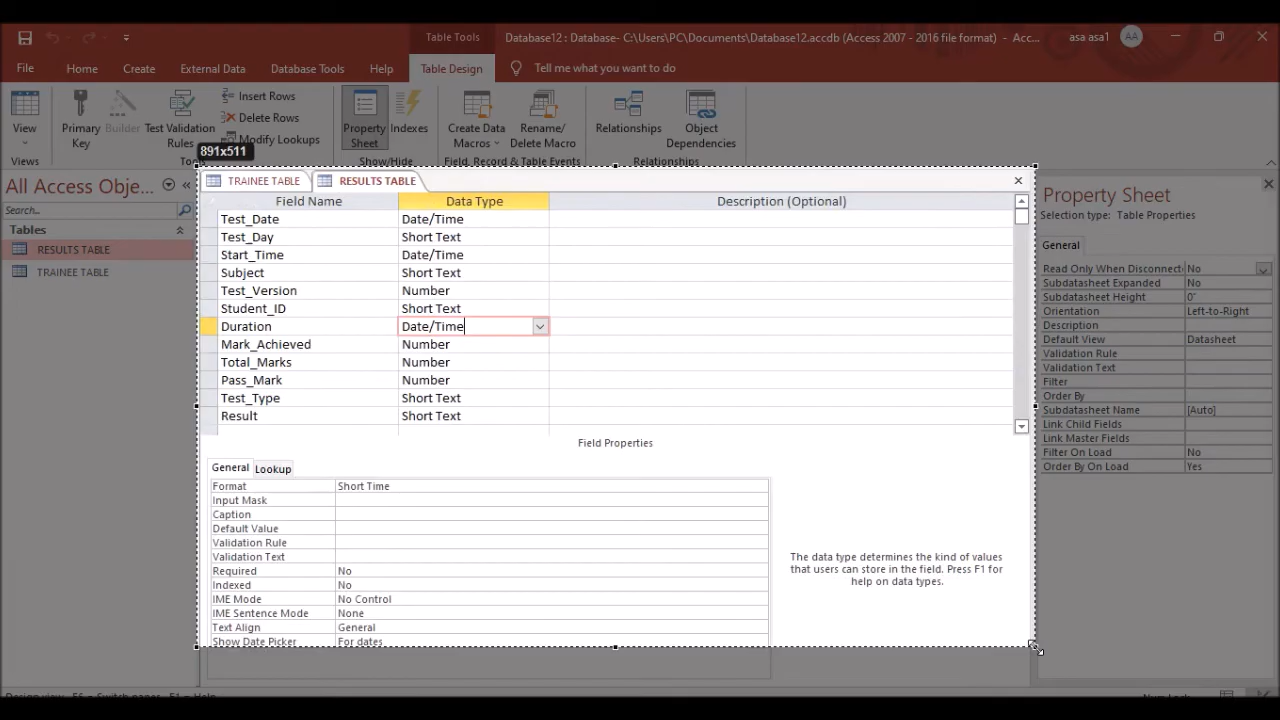 Table Tools
Database12 : Database- C:\Users\PC\Documents\Database12.accdb (Access 2007 - 2016 file format) - Acc...
asa asa1
AA
File
Home
Create
External Data
Database Tools
Help
Table Design
Tell me what you want to do
View
Primary Key
Builder
Test Validation Rules
Insert Rows
Delete Rows
Modify Lookups
Property Sheet
Indexes
Create Data Macros
Rename/ Delete Macro
Relationships
Object Dependencies
Views
Tools
Show/Hide
Field, Record & Table Events
Relationships
891x511
All Access Obje...
Search...
Tables
RESULTS TABLE
TRAINEE TABLE
TRAINEE TABLE
RESULTS TABLE
Field Name Data Type Description (Optional)
Test_Date Date/Time
Test_Day Short Text
Start_Time Date/Time
Subject Short Text
Test_Version Number
Student_ID Short Text
Duration Date/Time
Mark_Achieved Number
Total_Marks Number
Pass_Mark Number
Test_Type Short Text
Result Short Text
Field Properties
General Lookup
Format Short Time
Input Mask
Caption
Default Value
Validation Rule
Validation Text
Required No
Indexed No
IME Mode No Control
IME Sentence Mode None
Text Align General
Show Date Picker For dates
The data type determines the kind of values
that users can store in the field. Press F1 for
help on data types.
Property Sheet
Selection type: Table Properties
General
Read Only When Disconnect No
Subdatasheet Expanded No
Subdatasheet Height 0"
Orientation Left-to-Right
Description
Default View Datasheet
Validation Rule
Validation Text
Filter
Order By
Subdatasheet Name [Auto]
Link Child Fields
Link Master Fields
Filter On Load No
Order By On Load Yes
Design view. F6 = Switch panes. F1 = Help.
Num Lock